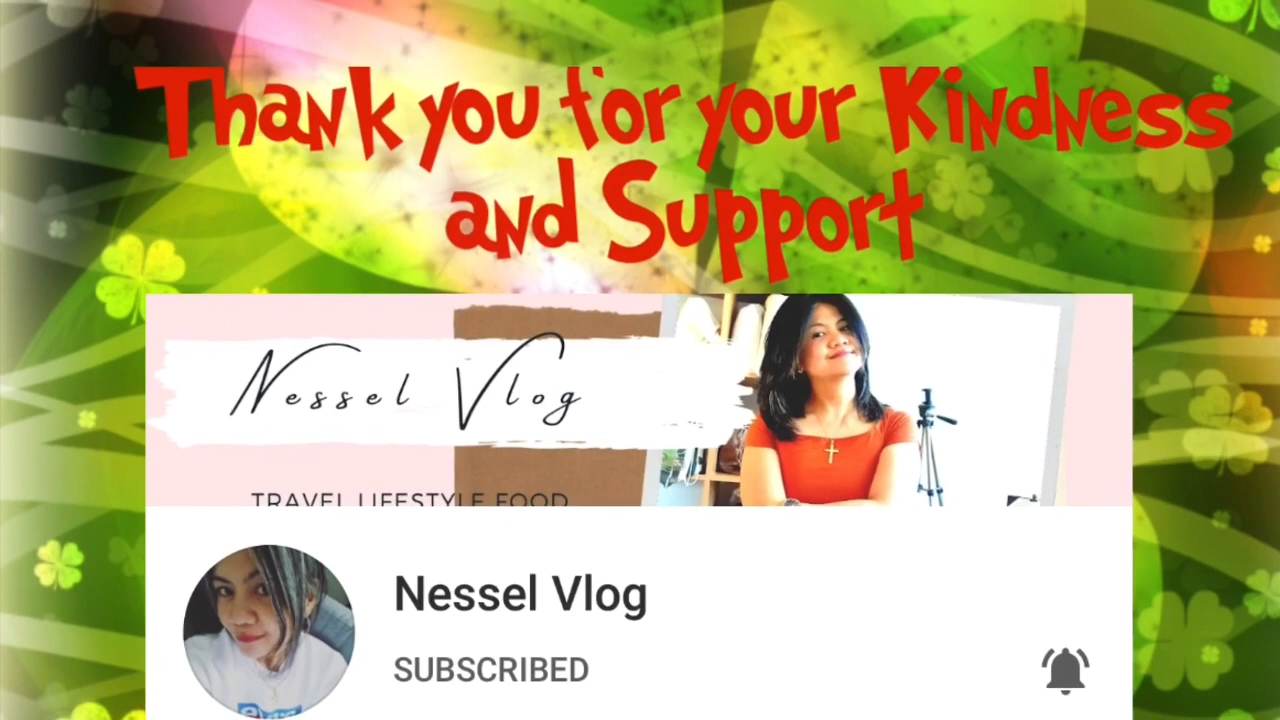 Thank you for your Kindness
and Support
Nessel Vlog
TRAVEL LIFESTYLE FOOD
Nessel Vlog
SUBSCRIBED